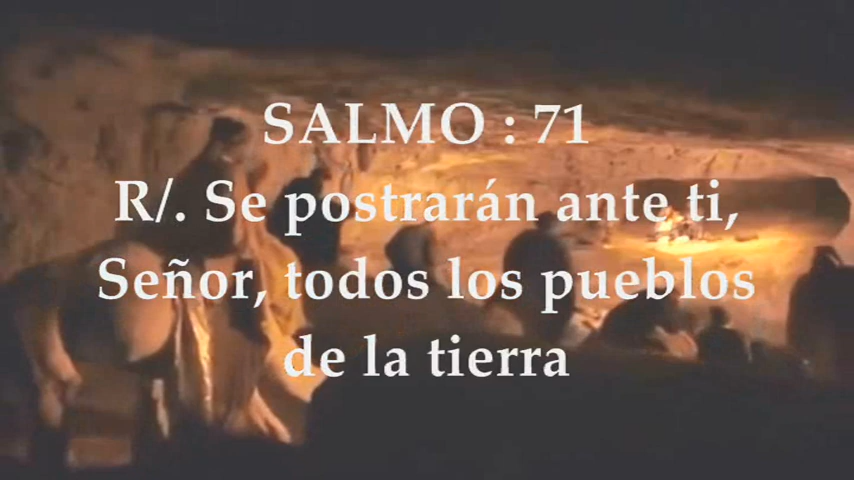 SALMO : 71
R/. Se postrarán ante ti,
Señor, todos los pueblos
de la tierra